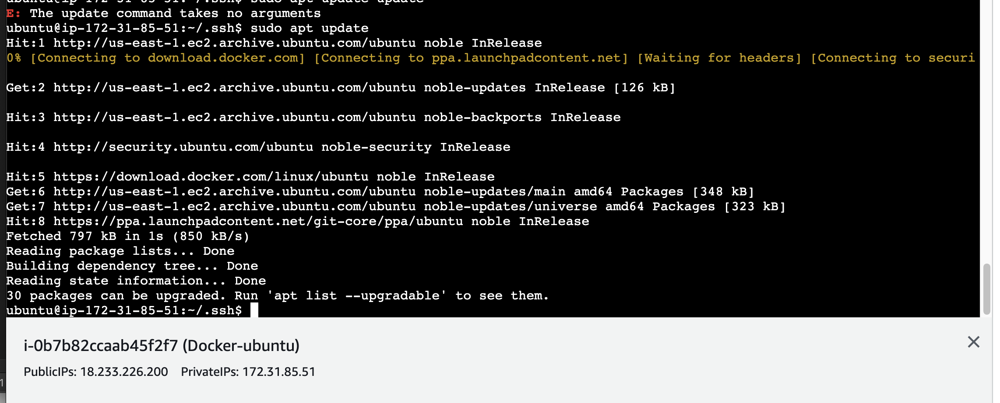 ubuntu@ip-172-31-85-51:~/.ssh$ sudo apt update update
E: The update command takes no arguments
ubuntu@ip-172-31-85-51:~/.ssh$ sudo apt update
Hit:1 http://us-east-1.ec2.archive.ubuntu.com/ubuntu noble InRelease
0% [Connecting to download.docker.com] [Connecting to ppa.launchpadcontent.net] [Waiting for headers] [Connecting to securi
Get:2 http://us-east-1.ec2.archive.ubuntu.com/ubuntu noble-updates InRelease [126 kB]
Hit:3 http://us-east-1.ec2.archive.ubuntu.com/ubuntu noble-backports InRelease
Hit:4 http://security.ubuntu.com/ubuntu noble-security InRelease
Hit:5 https://download.docker.com/linux/ubuntu noble InRelease
Get:6 http://us-east-1.ec2.archive.ubuntu.com/ubuntu noble-updates/main amd64 Packages [348 kB]
Get:7 http://us-east-1.ec2.archive.ubuntu.com/ubuntu noble-updates/universe amd64 Packages [323 kB]
Hit:8 https://ppa.launchpadcontent.net/git-core/ppa/ubuntu noble InRelease
Fetched 797 kB in 1s (850 kB/s)
Reading package lists... Done
Building dependency tree... Done
Reading state information... Done
30 packages can be upgraded. Run 'apt list --upgradable' to see them.
ubuntu@ip-172-31-85-51:~/.ssh$
i-0b7b82ccaab45f2f7 (Docker-ubuntu)
PublicIPs: 18.233.226.200 PrivateIPs: 172.31.85.51
1